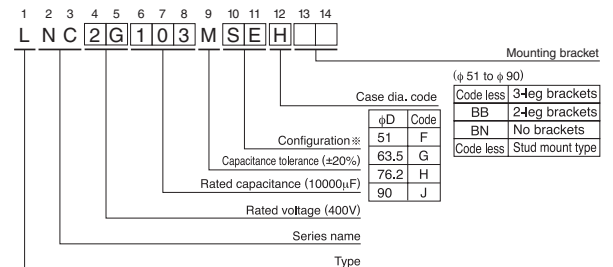 1 2 3 4 5 6 7 8 9 10 11 12 13 14
L N C 2 G 1 0 3 M S E H
Mounting bracket
(φ 51 to φ 90)
Code less 3-leg brackets
BB 2-leg brackets
BN No brackets
Code less Stud mount type
Case dia. code
φD Code
51 F
63.5 G
76.2 H
90 J
Configuration※
Capacitance tolerance (±20%)
Rated capacitance (10000μF)
Rated voltage (400V)
Series name
Type